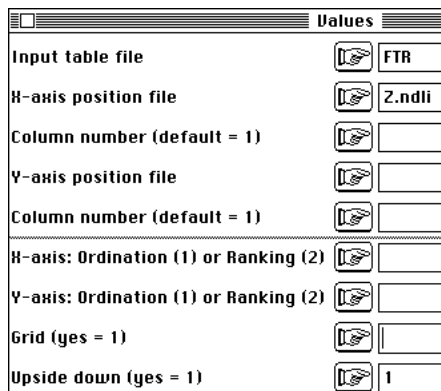 Values
Input table file FTR
X-axis position file Z.ndli
Column number (default = 1)
Y-axis position file
Column number (default = 1)
X-axis: Ordination (1) or Ranking (2)
Y-axis: Ordination (1) or Ranking (2)
Grid (yes = 1)
Upside down (yes = 1) 1